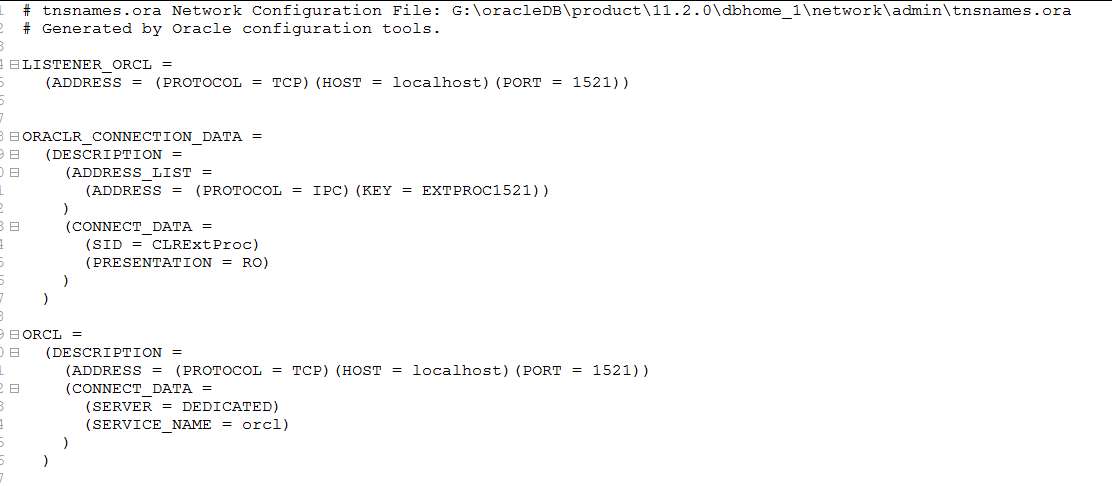 # tnsnames.ora Network Configuration File: G:\oracleDB\product\11.2.0\dbhome_1\network\admin\tnsnames.ora
# Generated by Oracle configuration tools.
LISTENER_ORCL =
(ADDRESS = (PROTOCOL = TCP)(HOST = localhost)(PORT = 1521))
ORACLR_CONNECTION_DATA =
(DESCRIPTION =
(ADDRESS_LIST =
(ADDRESS = (PROTOCOL = IPC)(KEY = EXTPROC1521))
)
(CONNECT_DATA =
(SID = CLRExtProc)
(PRESENTATION = RO)
)
)
ORCL =
(DESCRIPTION =
(ADDRESS = (PROTOCOL = TCP)(HOST = localhost)(PORT = 1521))
(CONNECT_DATA =
(SERVER = DEDICATED)
(SERVICE_NAME = orcl)
)
)